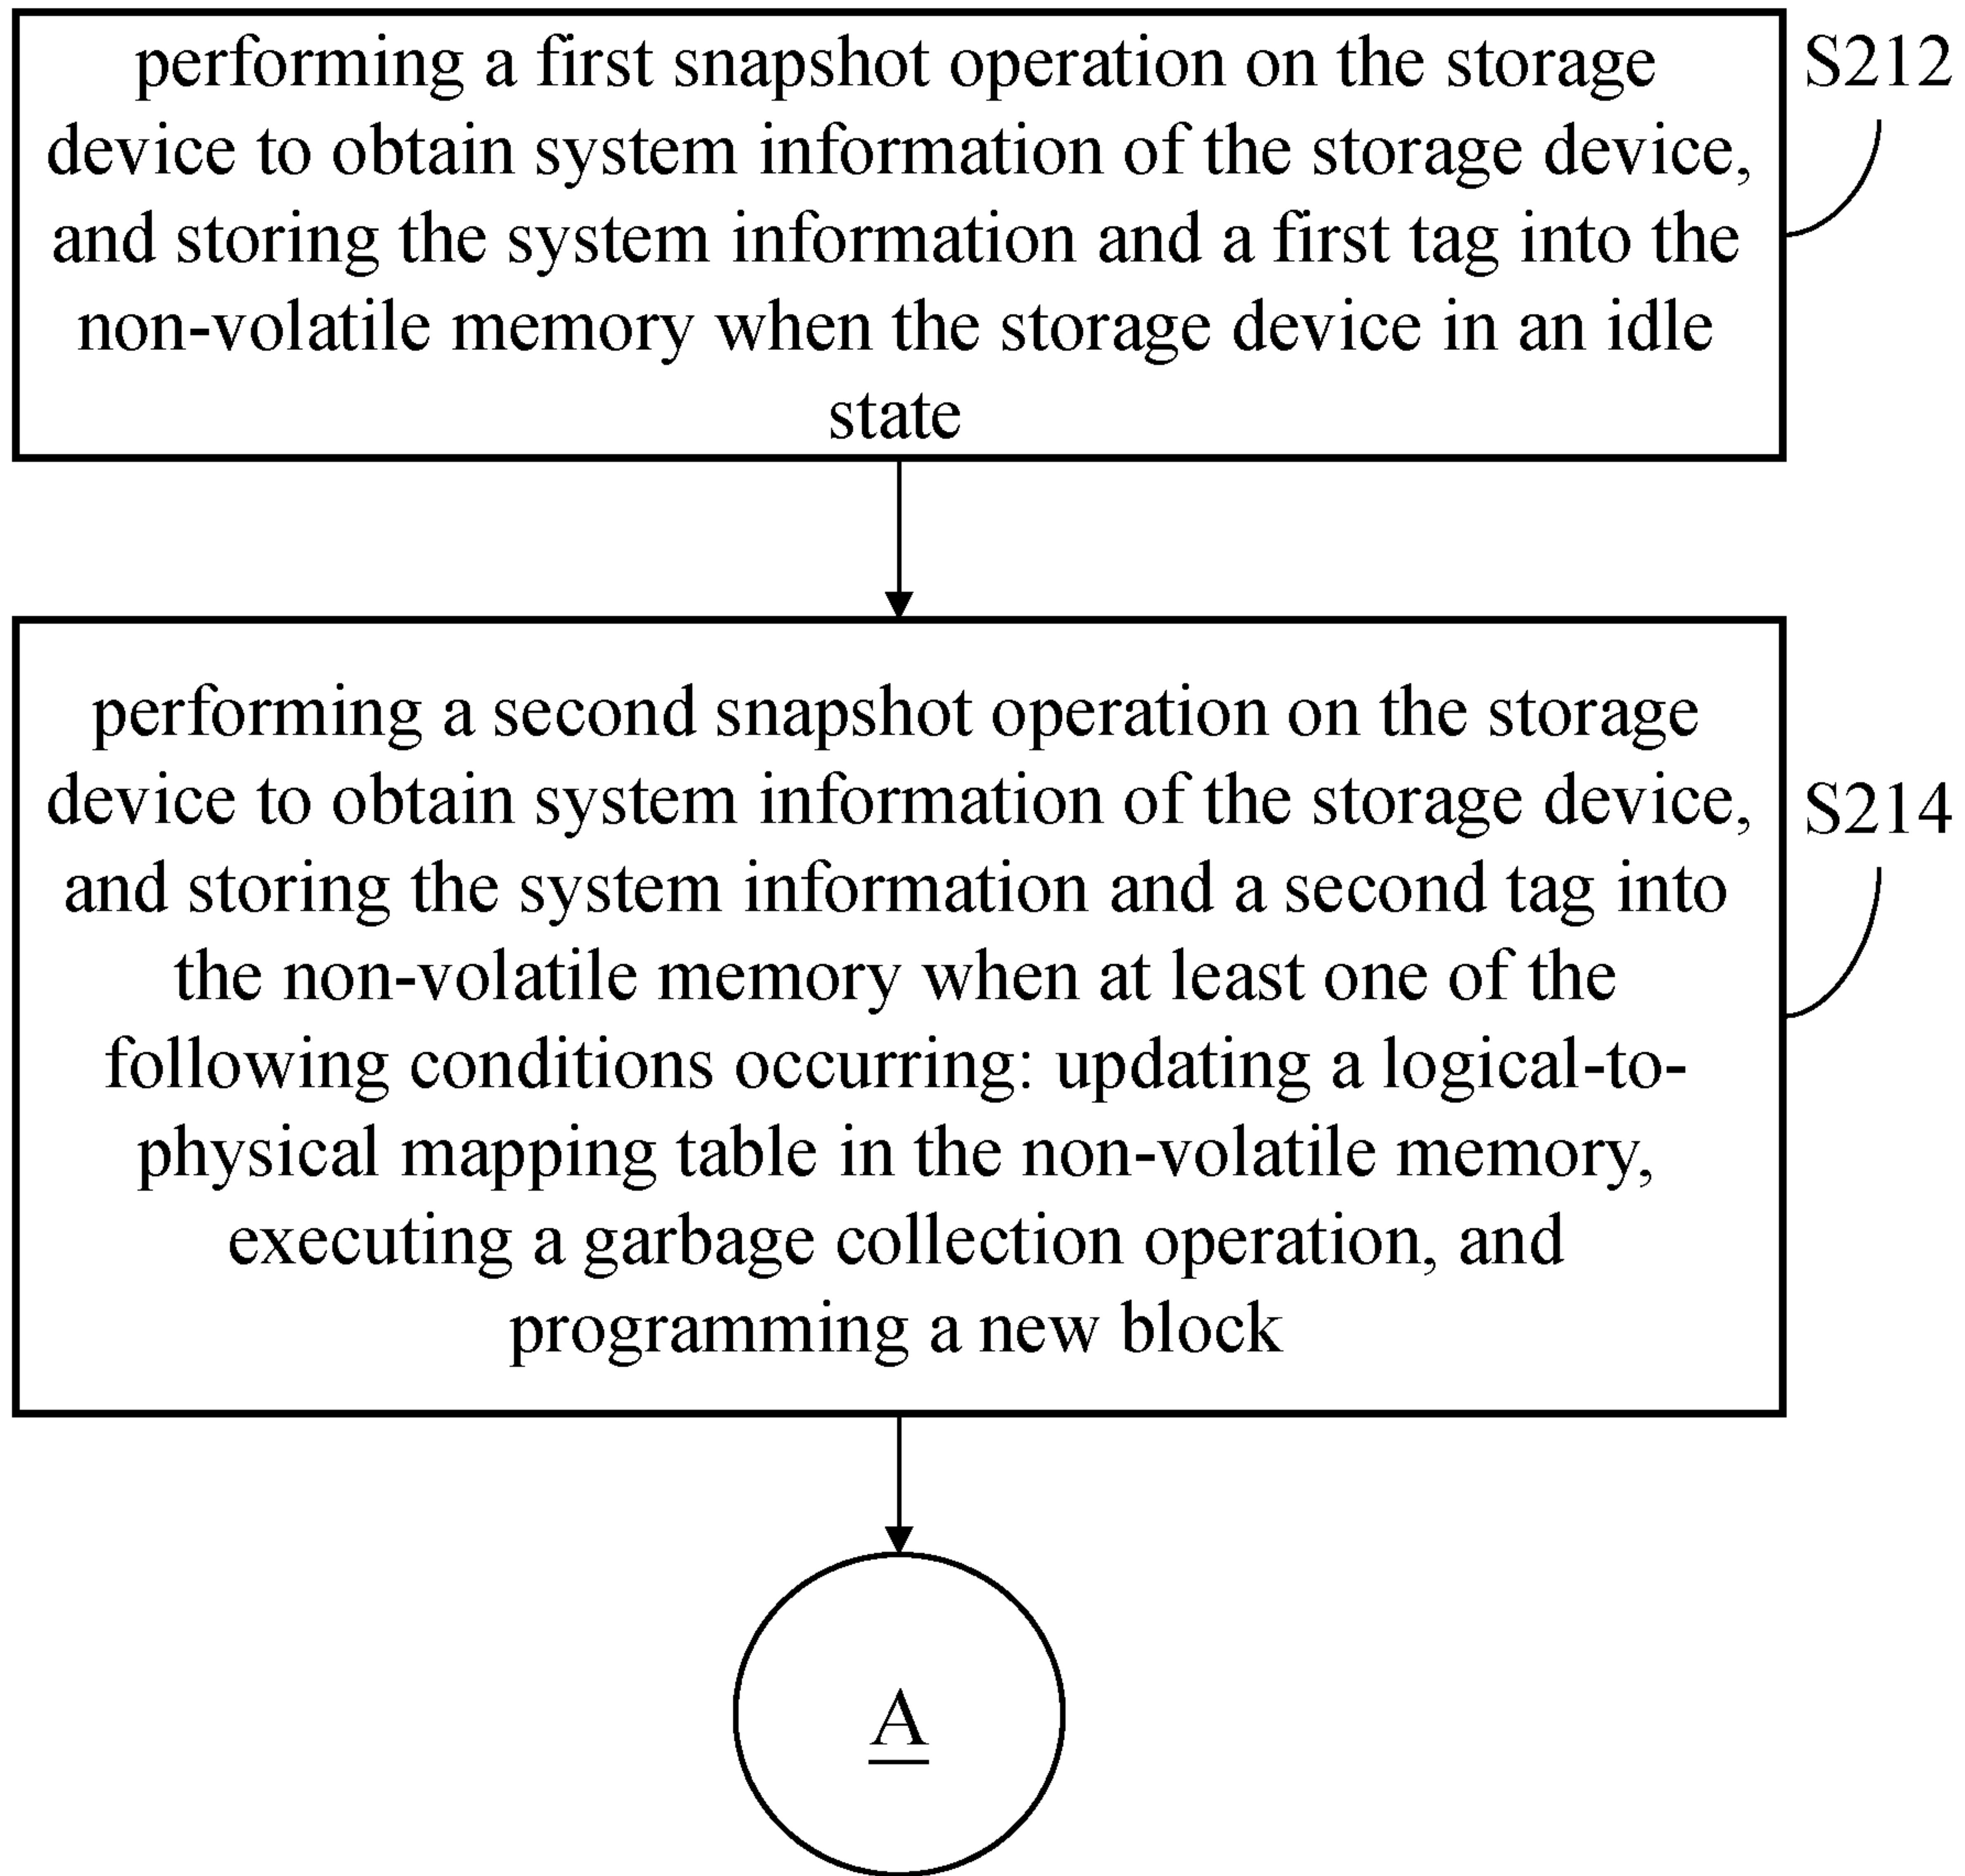 performing a first snapshot operation on the storage
device to obtain system information of the storage device,
and storing the system information and a first tag into the
non-volatile memory when the storage device in an idle
state
S212
performing a second snapshot operation on the storage
device to obtain system information of the storage device,
and storing the system information and a second tag into
the non-volatile memory when at least one of the
following conditions occurring: updating a logical-to-
physical mapping table in the non-volatile memory,
executing a garbage collection operation, and
programming a new block
S214
A